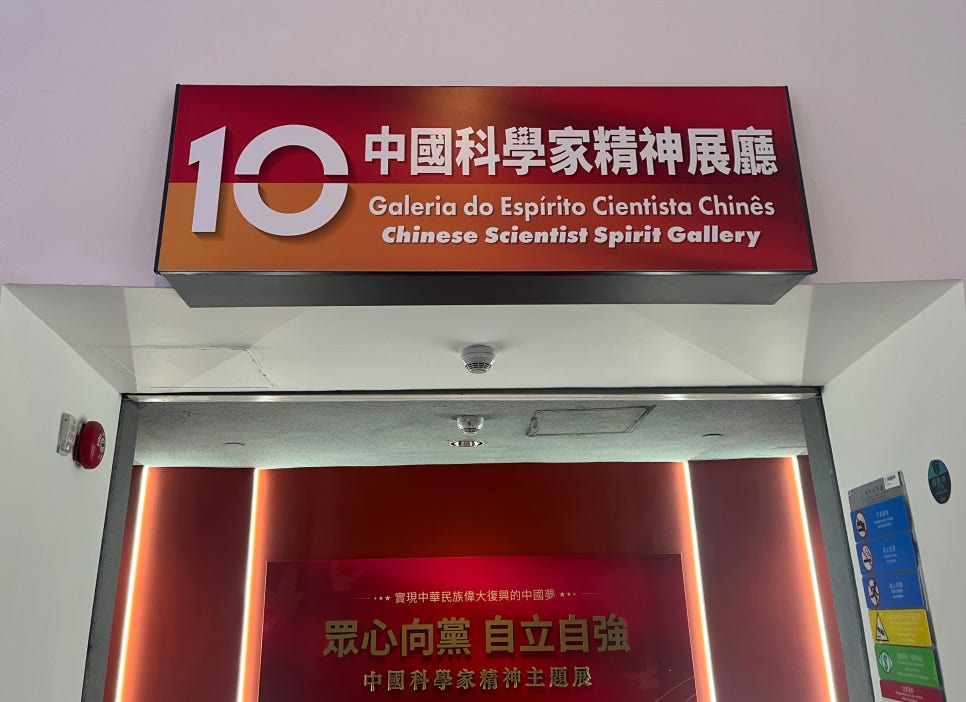 10
中國科學家精神展廳
Galeria do Espírito Cientista Chinês
Chinese Scientist Spirit Gallery
實現中華民族偉大復興的中國夢
眾心向黨 自立自強
中國科學家精神主題展